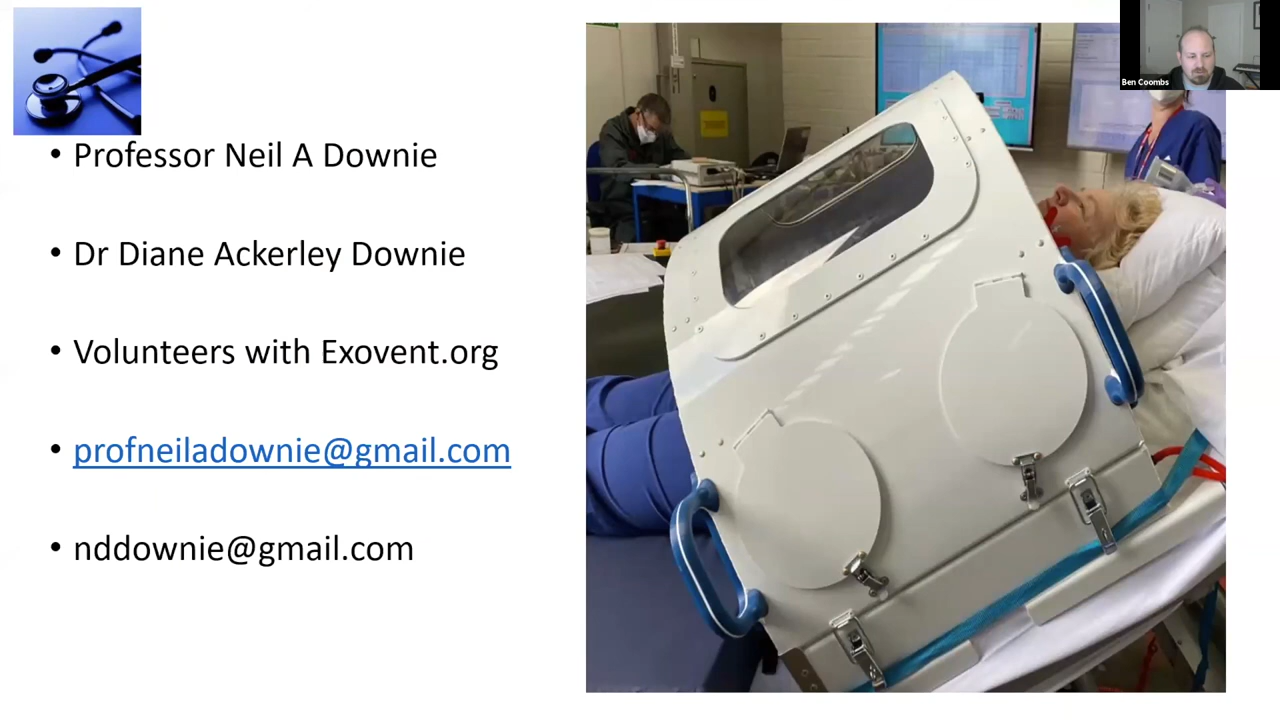 Ben Coombs
• Professor Neil A Downie
• Dr Diane Ackerley Downie
• Volunteers with Exovent.org
• profneiladownie@gmail.com
• nddownie@gmail.com